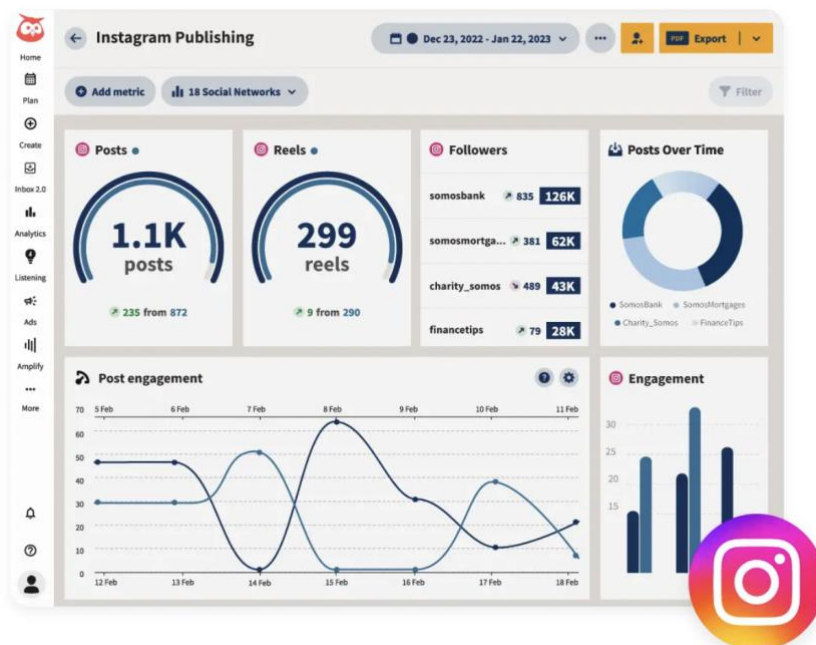 Instagram Publishing
Dec 23, 2022 - Jan 22, 2023
PDF Export
Home
Plan
Create
Inbox 2.0
Analytics
Listening
Ads
Amplify
More
Add metric
18 Social Networks
Filter
Posts
1.1K
posts
235 from 872
Reels
299
reels
9 from 290
Followers
somosbank 835 126K
somosmortga... 381 62K
charity_somos 489 43K
financetips 79 28K
Posts Over Time
SomosBank SomosMortgages
Charity_Somos FinanceTips
Post engagement
70 5 Feb 6 Feb 7 Feb 8 Feb 9 Feb 10 Feb 11 Feb
60
50
40
30
20
10
0
12 Feb 13 Feb 14 Feb 15 Feb 16 Feb 17 Feb 18 Feb
Engagement
30
25
20
15